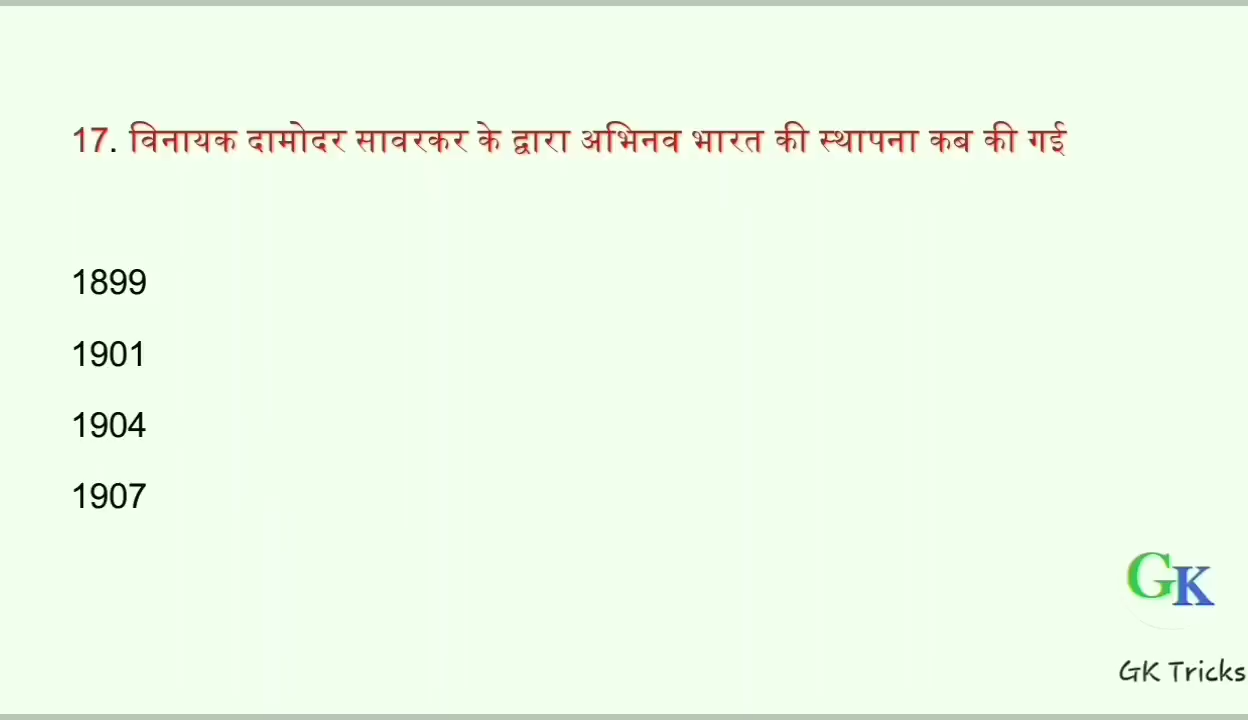 17. विनायक दामोदर सावरकर के द्वारा अभिनव भारत की स्थापना कब की गई
1899
1901
1904
1907
GK
GK Tricks